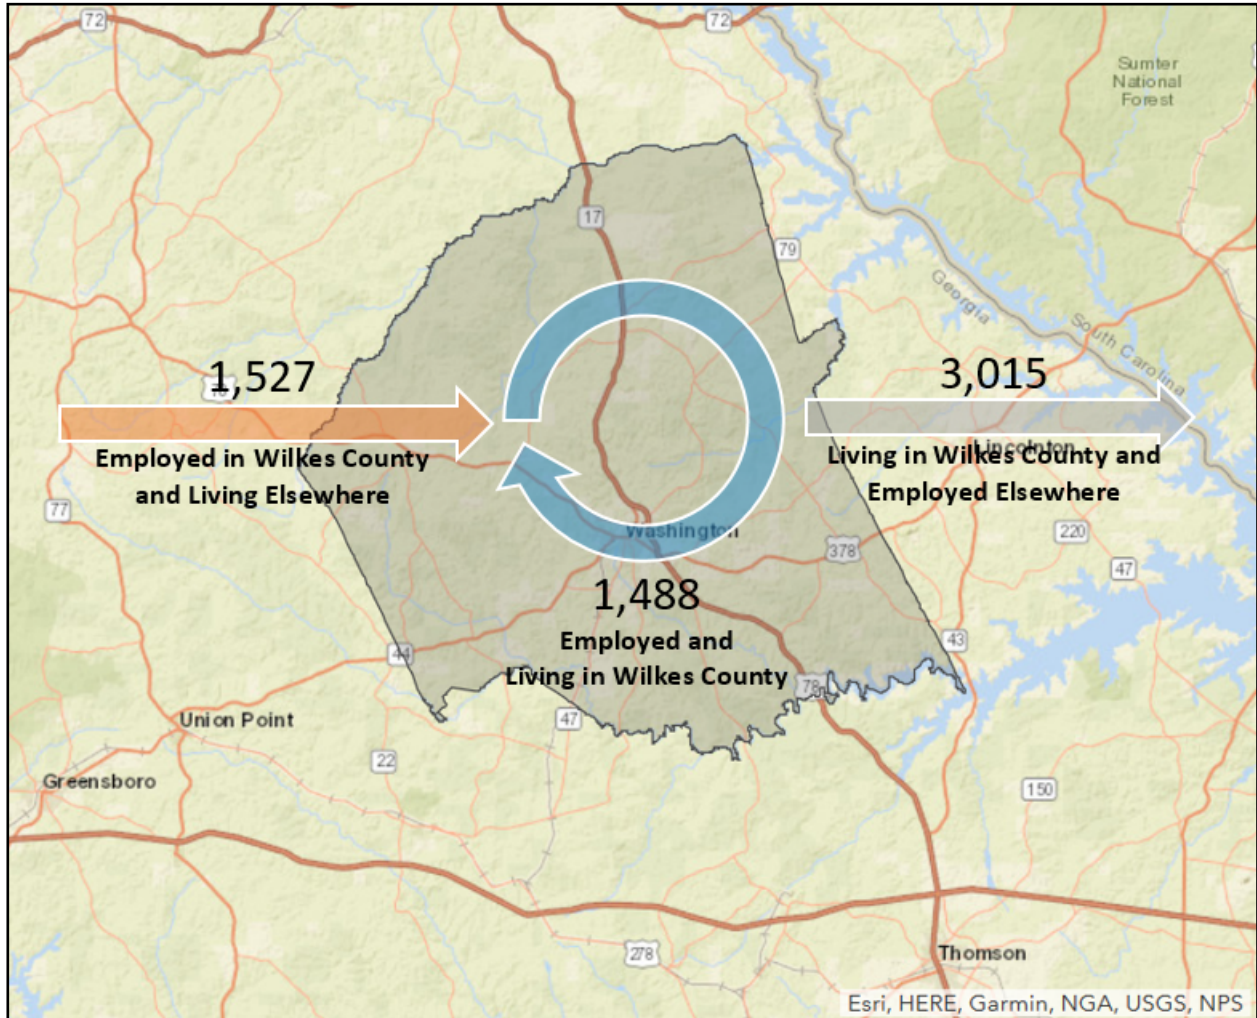 72
72
Sumter
National
Forest
17
79
Georgia
South Carolina
1,527
3,015
Employed in Wilkes County
and Living Elsewhere
Lincolnton
Living in Wilkes County and
Employed Elsewhere
77
Washington
220
378
47
1,488
Employed and
Living in Wilkes County
43
44
78
Union Point
47
22
Greensboro
150
278
Thomson
Esri, HERE, Garmin, NGA, USGS, NPS